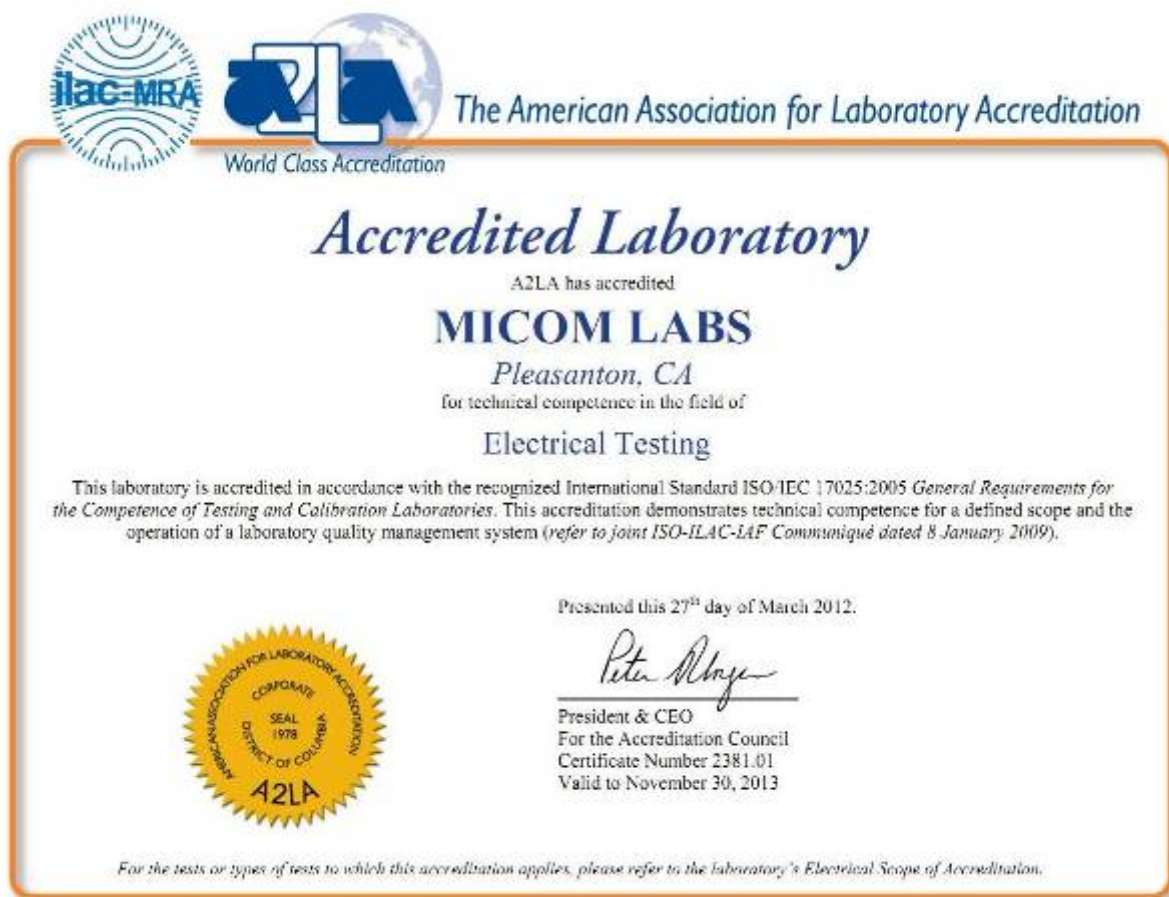 ilac-MRA
A2LA
World Class Accreditation
The American Association for Laboratory Accreditation
Accredited Laboratory
A2LA has accredited
MICOM LABS
Pleasanton, CA
for technical competence in the field of
Electrical Testing
This laboratory is accredited in accordance with the recognized International Standard ISO/IEC 17025:2005 General Requirements for
the Competence of Testing and Calibration Laboratories. This accreditation demonstrates technical competence for a defined scope and the
operation of a laboratory quality management system (refer to joint ISO-ILAC-IAF Communiqué dated 8 January 2009).
Presented this 27th day of March 2012.
Peter
President & CEO
For the Accreditation Council
Certificate Number 2381.01
Valid to November 30, 2013
AMERICAN ASSOCIATION FOR LABORATORY ACCREDITATION
CORPORATE
SEAL
1978
DISTRICT OF COLUMBIA
A2LA
For the tests or types of tests to which this accreditation applies, please refer to the laboratory's Electrical Scope of Accreditation.